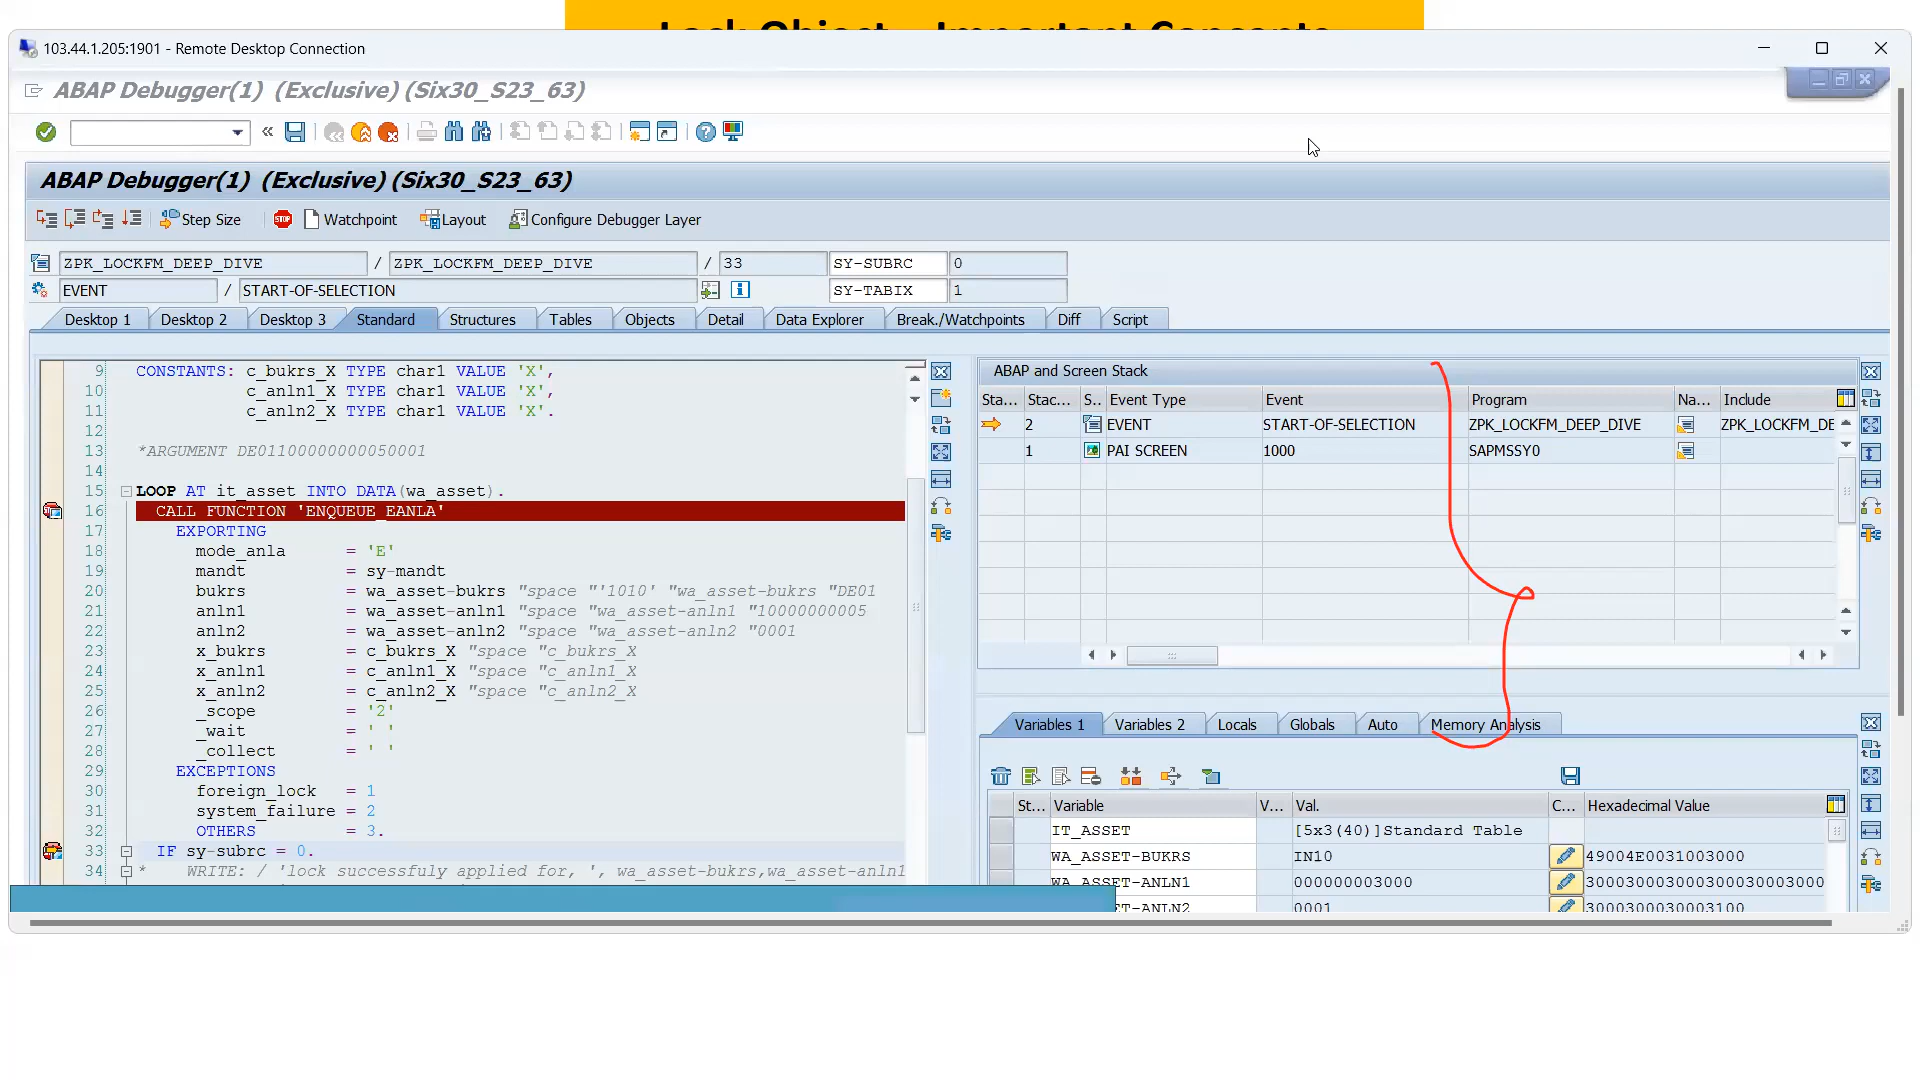 Lock Object – Important Concepts
103.44.1.205:1901 - Remote Desktop Connection
ABAP Debugger(1) (Exclusive) (Six30_S23_63)
«
ABAP Debugger(1) (Exclusive) (Six30_S23_63)
Step Size STOP Watchpoint Layout Configure Debugger Layer
ZPK_LOCKFM_DEEP_DIVE / ZPK_LOCKFM_DEEP_DIVE / 33 SY-SUBRC 0
EVENT / START-OF-SELECTION SY-TABIX 1
Desktop 1 Desktop 2 Desktop 3 Standard Structures Tables Objects Detail Data Explorer Break./Watchpoints Diff Script
9 CONSTANTS: c_bukrs_X TYPE char1 VALUE 'X',
10 c_anln1_X TYPE char1 VALUE 'X',
11 c_anln2_X TYPE char1 VALUE 'X'.
12
13 *ARGUMENT DE01100000000050001
14
15 LOOP AT it_asset INTO DATA(wa_asset).
16 CALL FUNCTION 'ENQUEUE_EANLA'
17 EXPORTING
18 mode_anla = 'E'
19 mandt = sy-mandt
20 bukrs = wa_asset-bukrs "space "'1010' "wa_asset-bukrs "DE01
21 anln1 = wa_asset-anln1 "space "wa_asset-anln1 "10000000005
22 anln2 = wa_asset-anln2 "space "wa_asset-anln2 "0001
23 x_bukrs = c_bukrs_X "space "c_bukrs_X
24 x_anln1 = c_anln1_X "space "c_anln1_X
25 x_anln2 = c_anln2_X "space "c_anln2_X
26 _scope = '2'
27 _wait = ' '
28 _collect = ' '
29 EXCEPTIONS
30 foreign_lock = 1
31 system_failure = 2
32 OTHERS = 3.
33 IF sy-subrc = 0.
34 * WRITE: / 'lock successfuly applied for, ', wa_asset-bukrs,wa_asset-anln1
ABAP and Screen Stack
Sta... Stac... S.. Event Type Event Program Na... Include
2 EVENT START-OF-SELECTION ZPK_LOCKFM_DEEP_DIVE ZPK_LOCKFM_DE
1 PAI SCREEN 1000 SAPMSSY0
Variables 1 Variables 2 Locals Globals Auto Memory Analysis
St... Variable V... Val. C... Hexadecimal Value
IT_ASSET [5x3(40)]Standard Table
WA_ASSET-BUKRS IN10 49004E0031003000
WA_ASSET-ANLN1 000000003000 300030003000300030003000
ET-ANLN2 0001 3000300030003100